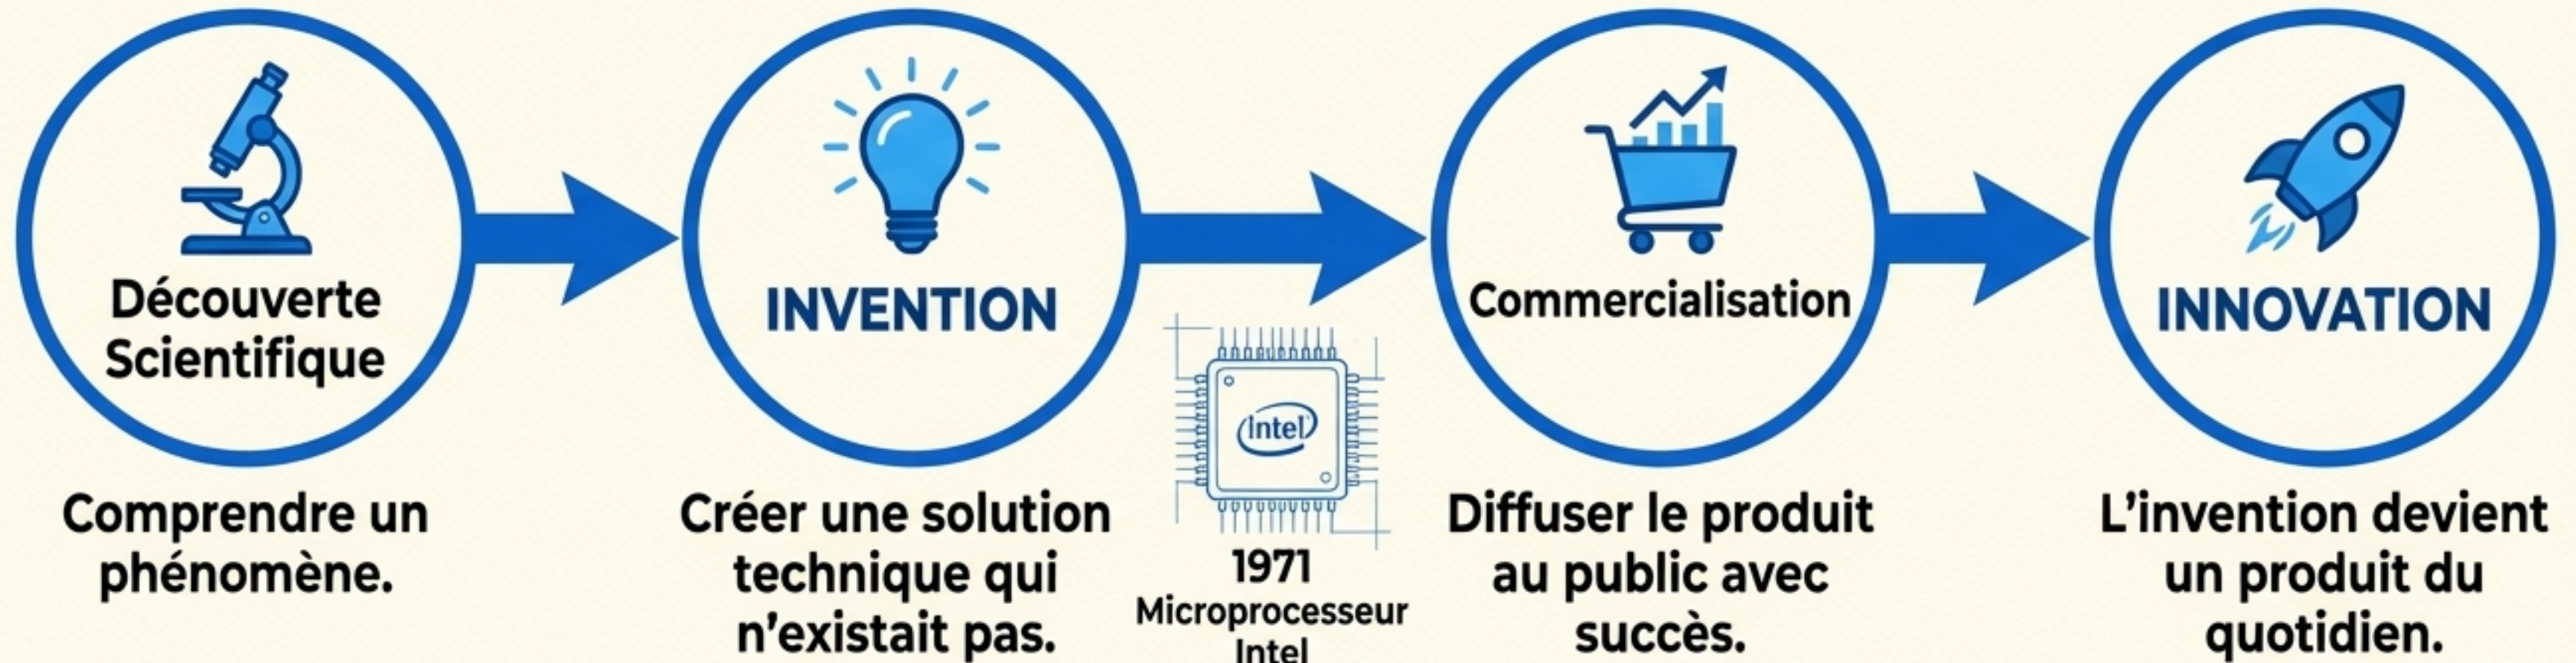 Découverte
Scientifique
Comprendre un
phénomène.
INVENTION
Créer une solution
technique qui
n'existait pas.
Intel
1971
Microprocesseur
Intel
Commercialisation
Diffuser le produit
au public avec
succès.
INNOVATION
L'invention devient
un produit du
quotidien.